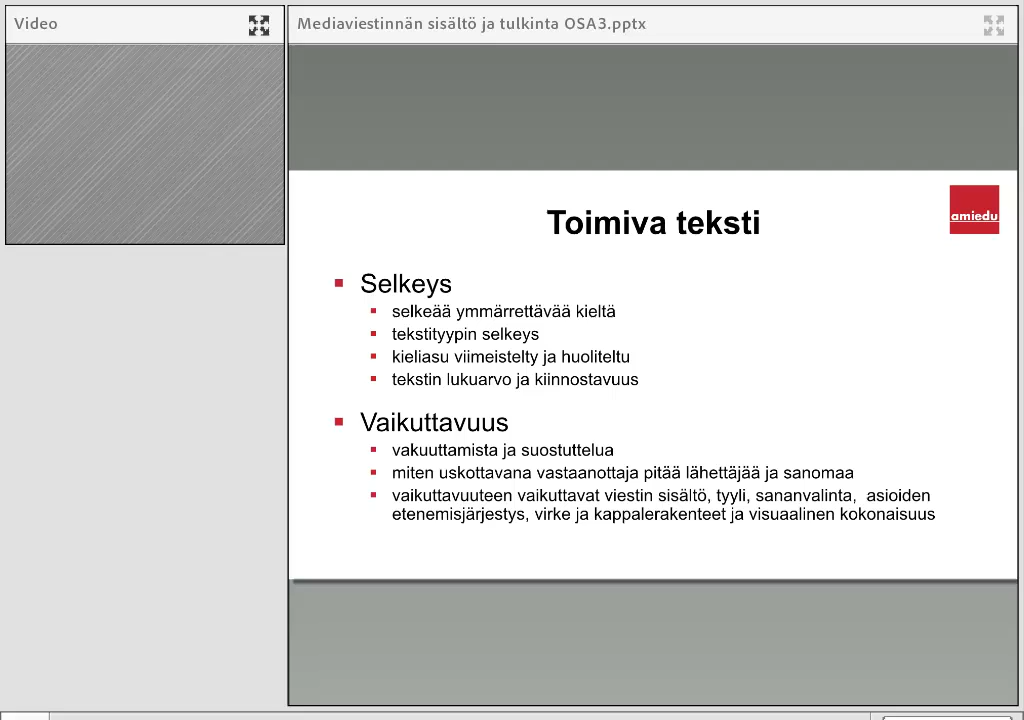 Video
Mediaviestinnän sisältö ja tulkinta OSA3.pptx
amiedu
Toimiva teksti
Selkeys
selkeää ymmärrettävää kieltä
tekstityypin selkeys
kieliasu viimeistelty ja huoliteltu
tekstin lukuarvo ja kiinnostavuus
Vaikuttavuus
vakuuttamista ja suostuttelua
miten uskottavana vastaanottaja pitää lähettäjää ja sanomaa
vaikuttavuuteen vaikuttavat viestin sisältö, tyyli, sananvalinta,  asioiden
etenemisjärjestys, virke ja kappalerakenteet ja visuaalinen kokonaisuus